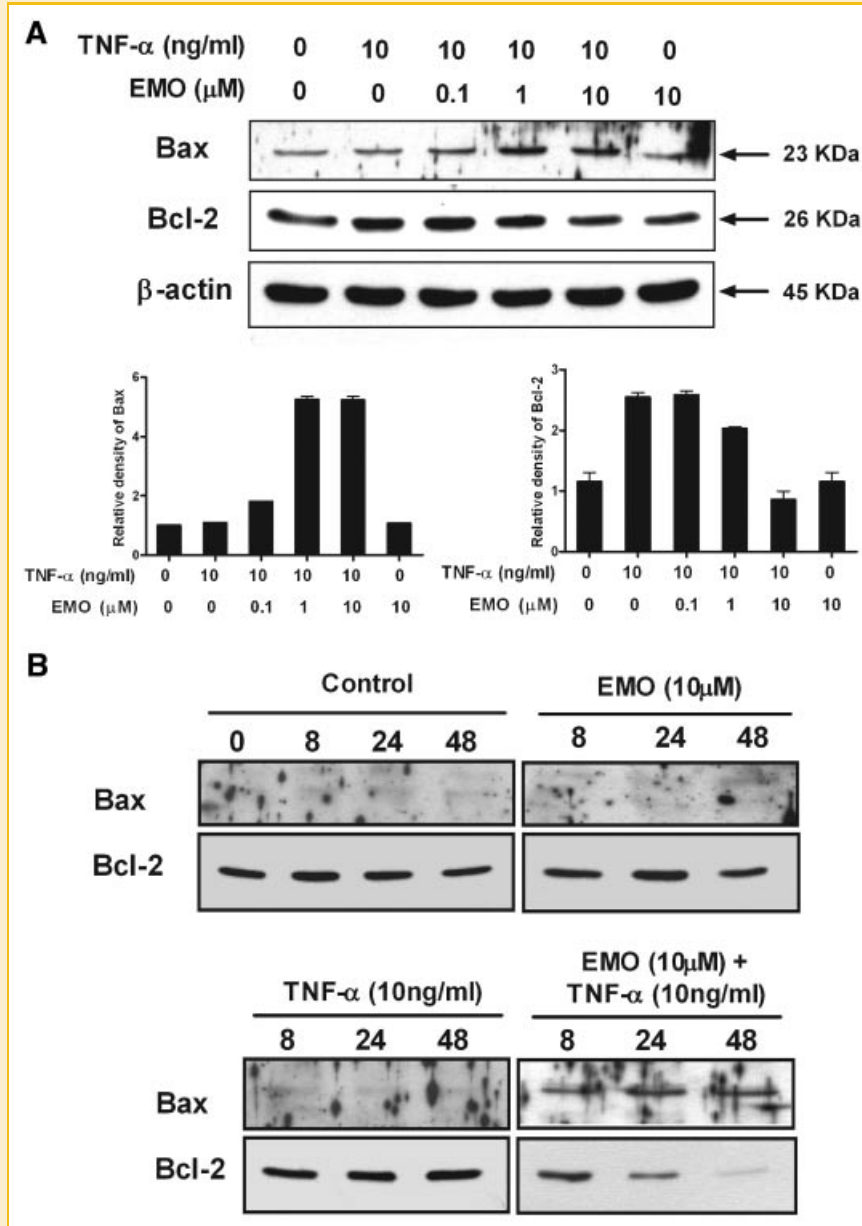 A
TNF-α (ng/ml) 0 10 10 10 10 0
EMO (μM) 0 0 0.1 1 10 10
Bax 23 KDa
Bcl-2 26 KDa
β-actin 45 KDa
Relative density of Bax
6
4
2
0
TNF-α (ng/ml) 0 10 10 10 10 0
EMO (μM) 0 0 0.1 1 10 10
Relative density of Bcl-2
3
2
1
0
TNF-α (ng/ml) 0 10 10 10 10 0
EMO (μM) 0 0 0.1 1 10 10
B
Control
0 8 24 48
EMO (10μM)
8 24 48
Bax
Bcl-2
TNF-α (10ng/ml)
8 24 48
EMO (10μM) +
TNF-α (10ng/ml)
8 24 48
Bax
Bcl-2